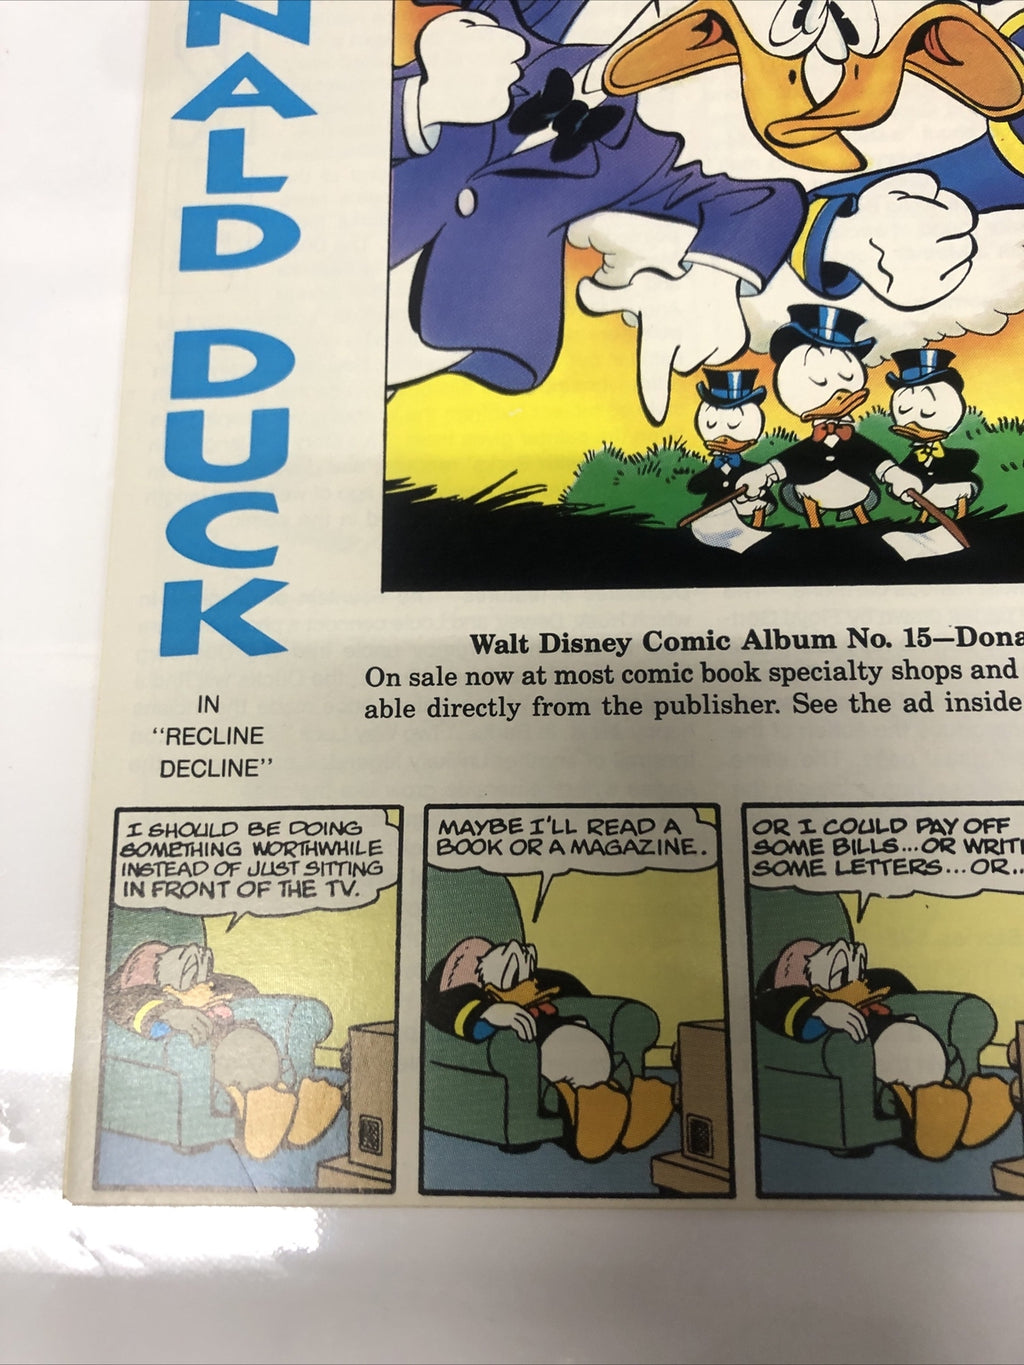 NALD
DUCK
IN
"RECLINE
DECLINE"
Walt Disney Comic Album No. 15—Dona
On sale now at most comic book specialty shops and
able directly from the publisher. See the ad inside
I SHOULD BE DOING
SOMETHING WORTHWHILE
INSTEAD OF JUST SITTING
IN FRONT OF THE TV.
MAYBE I'LL READ A
BOOK OR A MAGAZINE.
OR I COULD PAY OFF
SOME BILLS...OR WRIT
SOME LETTERS...OR..